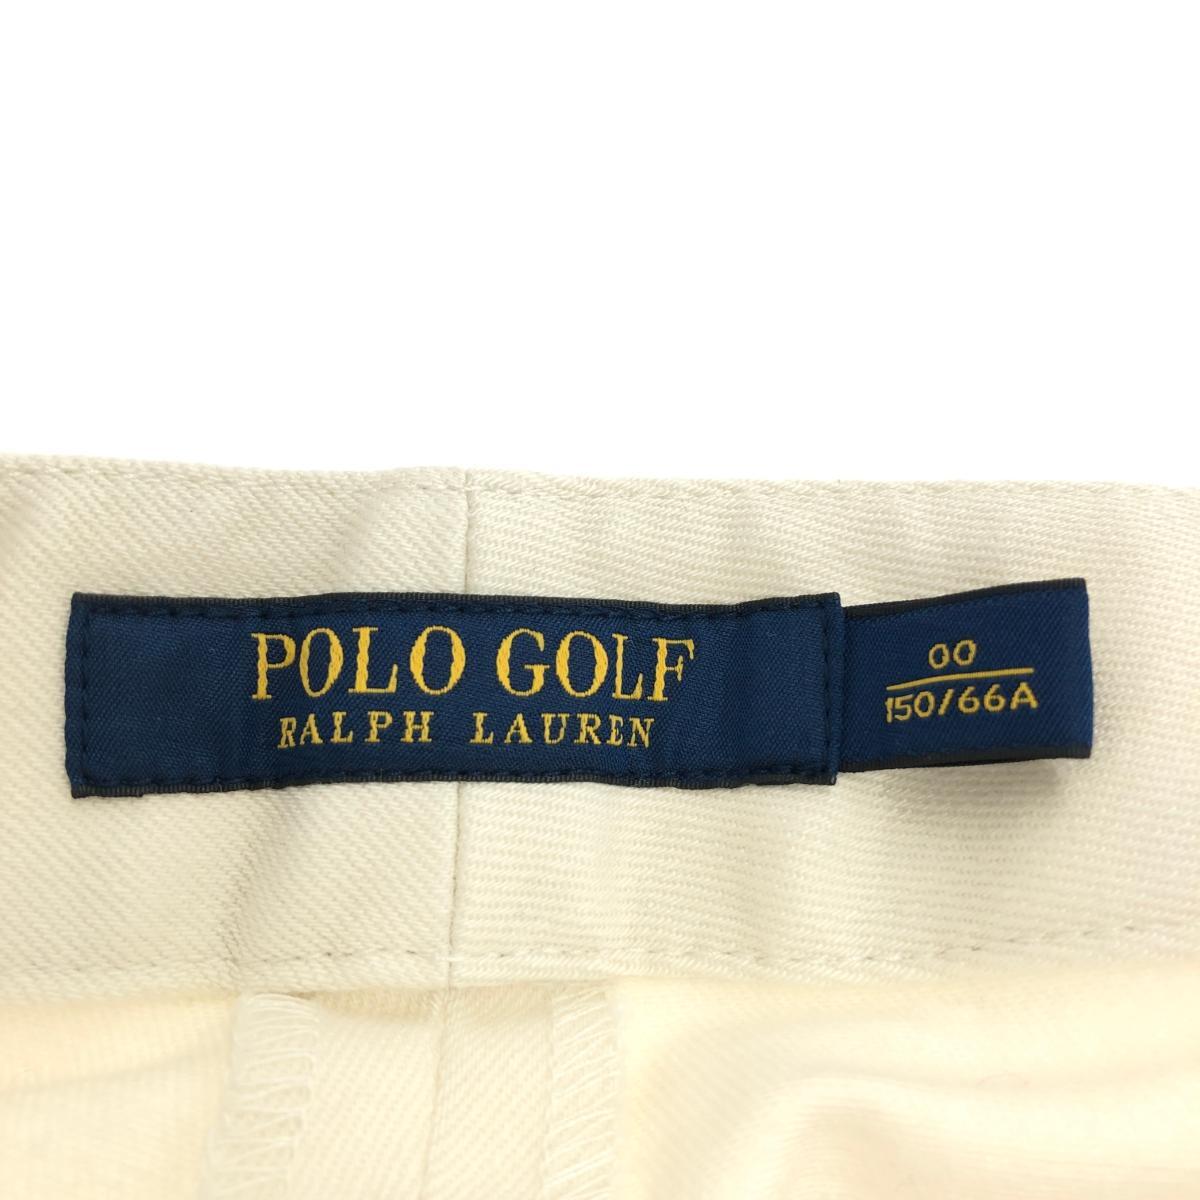 POLO GOLF
RALPH LAUREN
00
150/66A